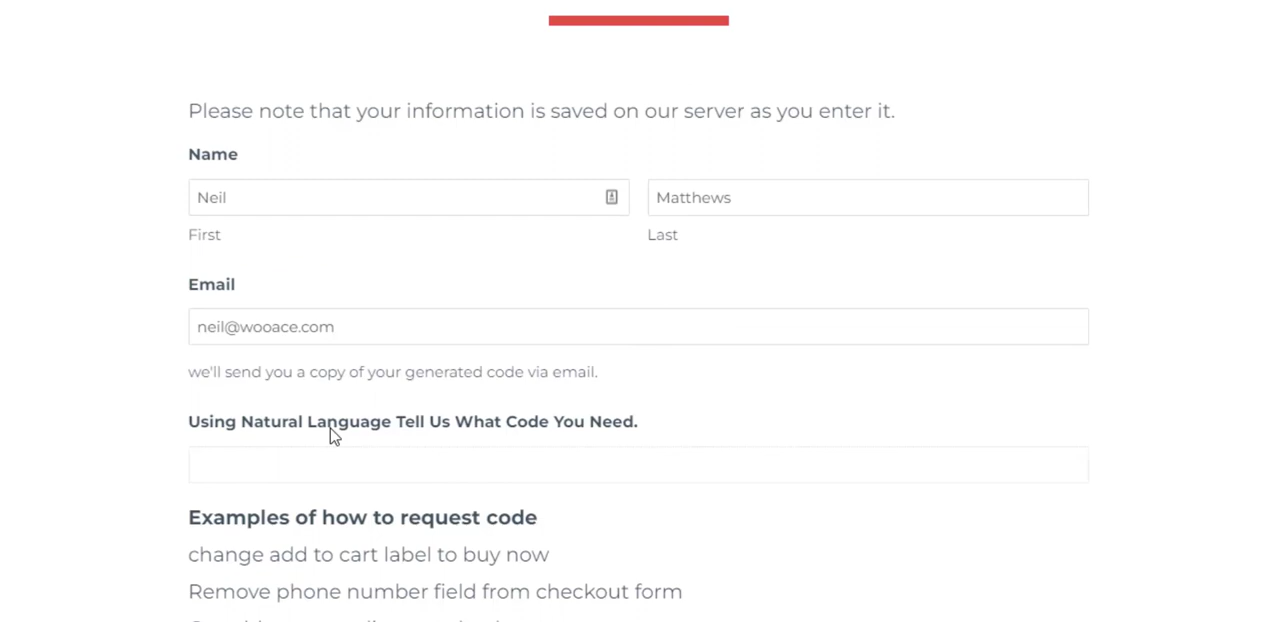 Please note that your information is saved on our server as you enter it.
Name
Neil
Matthews
First
Last
Email
neil@wooace.com
we'll send you a copy of your generated code via email.
Using Natural Language Tell Us What Code You Need.
Examples of how to request code
change add to cart label to buy now
Remove phone number field from checkout form